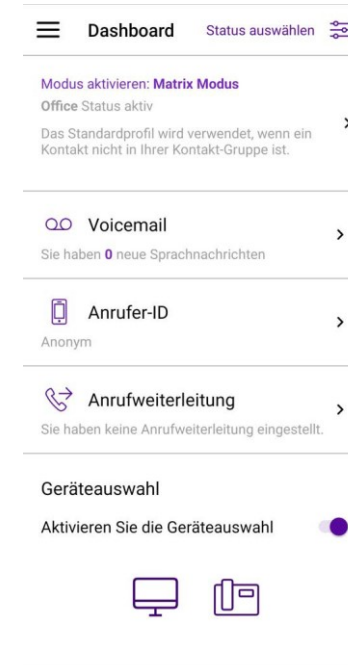 Dashboard Status auswählen
Modus aktivieren: Matrix Modus
Office Status aktiv
Das Standardprofil wird verwendet, wenn ein
Kontakt nicht in Ihrer Kontakt-Gruppe ist.
Voicemail
Sie haben 0 neue Sprachnachrichten
Anrufer-ID
Anonym
Anrufweiterleitung
Sie haben keine Anrufweiterleitung eingestellt.
Geräteauswahl
Aktivieren Sie die Geräteauswahl